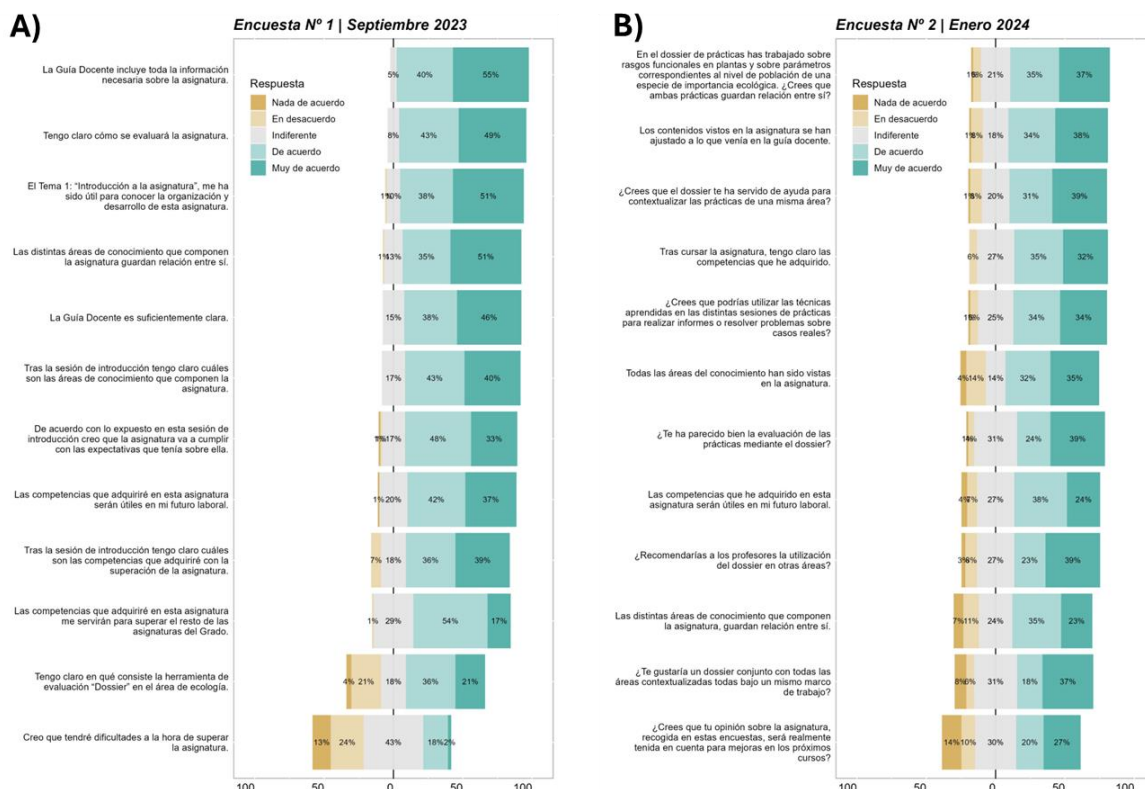 A)
Encuesta Nº 1 | Septiembre 2023
La Guía Docente incluye toda la información
necesaria sobre la asignatura.
5% 40% 55%
Respuesta
Nada de acuerdo
En desacuerdo
Indiferente
De acuerdo
Muy de acuerdo
Tengo claro cómo se evaluará la asignatura.
8% 43% 49%
El Tema 1: “Introducción a la asignatura”, me ha
sido útil para conocer la organización y
desarrollo de esta asignatura.
1% 10% 38% 51%
Las distintas áreas de conocimiento que componen
la asignatura guardan relación entre sí.
1% 13% 35% 51%
La Guía Docente es suficientemente clara.
15% 38% 46%
Tras la sesión de introducción tengo claro cuáles
son las áreas de conocimiento que componen la
asignatura.
17% 43% 40%
De acuerdo con lo expuesto en esta sesión de
introducción creo que la asignatura va a cumplir
con las expectativas que tenía sobre ella.
17% 48% 33%
Las competencias que adquiriré en esta asignatura
serán útiles en mi futuro laboral.
1% 20% 42% 37%
Tras la sesión de introducción tengo claro cuáles
son las competencias que adquiriré con la
superación de la asignatura.
7% 18% 36% 39%
Las competencias que adquiriré en esta asignatura
me servirán para superar el resto de las
asignaturas del Grado.
1% 29% 54% 17%
Tengo claro en qué consiste la herramienta de
evaluación “Dossier” en el área de ecología.
4% 21% 18% 36% 21%
Creo que tendré dificultades a la hora de superar
la asignatura.
13% 24% 43% 18% 2%
100 50 0 50 100
B)
Encuesta Nº 2 | Enero 2024
En el dossier de prácticas has trabajado sobre
rasgos funcionales en plantas y sobre parámetros
correspondientes al nivel de población de una
especie de importancia ecológica. ¿Crees que
ambas prácticas guardan relación entre sí?
21% 35% 37%
Respuesta
Nada de acuerdo
En desacuerdo
Indiferente
De acuerdo
Muy de acuerdo
Los contenidos vistos en la asignatura se han
ajustado a lo que venía en la guía docente.
1% 8% 18% 34% 38%
¿Crees que el dossier te ha servido de ayuda para
contextualizar las prácticas de una misma área?
1% 8% 20% 31% 39%
Tras cursar la asignatura, tengo claro las
competencias que he adquirido.
6% 27% 35% 32%
¿Crees que podrías utilizar las técnicas
aprendidas en las distintas sesiones de prácticas
para realizar informes o resolver problemas sobre
casos reales?
25% 34% 34%
Todas las áreas del conocimiento han sido vistas
en la asignatura.
4% 14% 14% 32% 35%
¿Te ha parecido bien la evaluación de las
prácticas mediante el dossier?
31% 24% 39%
Las competencias que he adquirido en esta
asignatura serán útiles en mi futuro laboral.
4% 7% 27% 38% 24%
¿Recomendarías a los profesores la utilización
del dossier en otras áreas?
27% 23% 39%
Las distintas áreas de conocimiento que componen
la asignatura, guardan relación entre sí.
7% 11% 24% 35% 23%
¿Te gustaría un dossier conjunto con todas las
áreas contextualizadas todas bajo un mismo marco
de trabajo?
8% 6% 31% 18% 37%
¿Crees que tu opinión sobre la asignatura,
recogida en estas encuestas, será realmente
tenida en cuenta para mejoras en los próximos
cursos?
14% 10% 30% 20% 27%
100 50 0 50 100